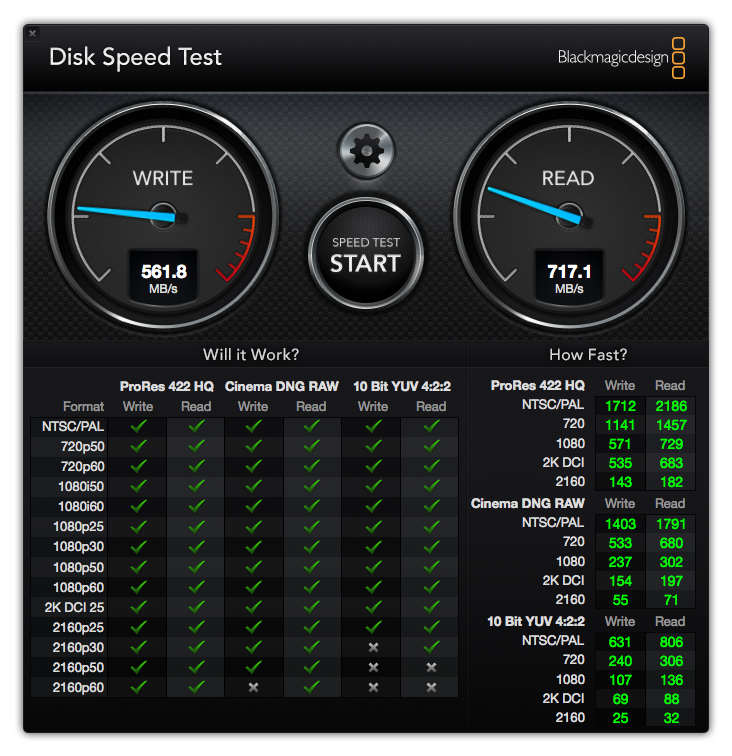 Disk Speed Test
Blackmagicdesign
WRITE
561.8
MB/s
SPEED TEST
START
READ
717.1
MB/s
Will it Work?
ProRes 422 HQ Cinema DNG RAW 10 Bit YUV 4:2:2
Format Write Read Write Read Write Read
NTSC/PAL
720p50
720p60
1080i50
1080i60
1080p25
1080p30
1080p50
1080p60
2K DCI 25
2160p25
2160p30
2160p50
2160p60
How Fast?
ProRes 422 HQ Write Read
NTSC/PAL 1712 2186
720 1141 1457
1080 571 729
2K DCI 535 683
2160 143 182
Cinema DNG RAW Write Read
NTSC/PAL 1403 1791
720 533 680
1080 237 302
2K DCI 154 197
2160 55 71
10 Bit YUV 4:2:2 Write Read
NTSC/PAL 631 806
720 240 306
1080 107 136
2K DCI 69 88
2160 25 32